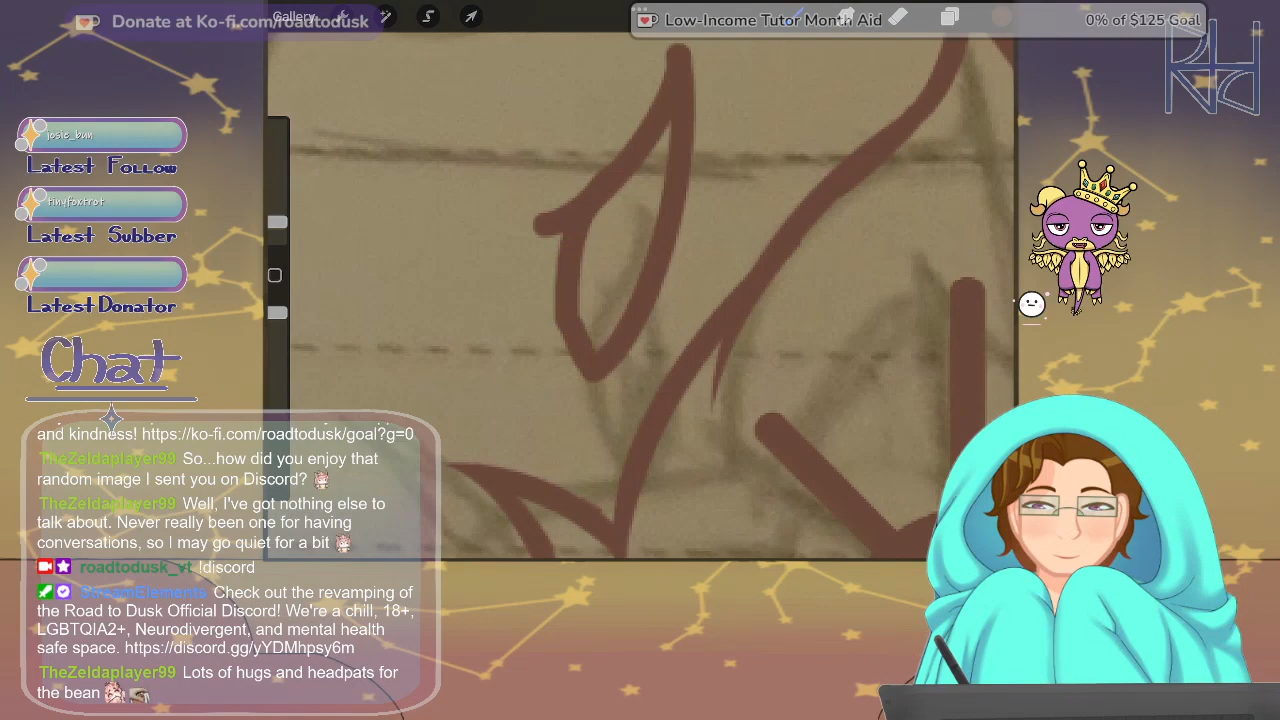 Donate at Ko-fi.com/roadtodusk
Gallery
Low-Income Tutor Month Aid
0% of $125 Goal
josie_bun
Latest Follow
tinyfoxtrot
Latest Subber
Latest Donator
Chat
and kindness! https://ko-fi.com/roadtodusk/goal?g=0
TheZeldaplayer99 So...how did you enjoy that
random image I sent you on Discord?
TheZeldaplayer99 Well, I've got nothing else to
talk about. Never really been one for having
conversations, so I may go quiet for a bit
roadtodusk_vt !discord
StreamElements Check out the revamping of
the Road to Dusk Official Discord! We're a chill, 18+,
LGBTQIA2+, Neurodivergent, and mental health
safe space. https://discord.gg/yYDMhpsy6m
TheZeldaplayer99 Lots of hugs and headpats for
the bean